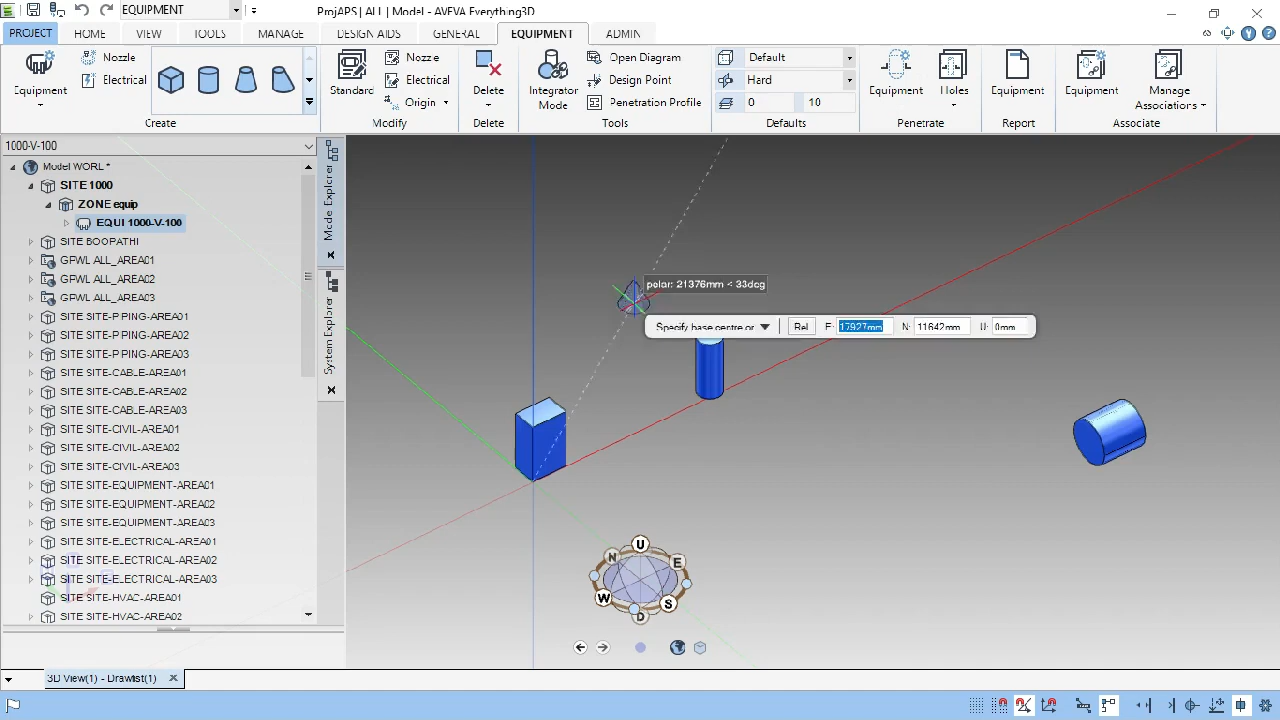 EQUIPMENT
ProjAPS| ALL | Model - AVEVA Everything3D
PROJECT HOME VIEW TOOLS MANAGE DESIGN AIDS GENERAL EQUIPMENT ADMIN
Equipment
Nozzle
Electrical
Create
Standard
Nozzle
Electrical
Origin
Modify
Delete
Delete
Integrator Mode
Open Diagram
Design Point
Penetration Profile
Tools
Default
Hard
0 10
Defaults
Equipment
Holes
Penetrate
Equipment
Report
Equipment
Manage Associations
Associate
1000-V-100
Model WORL *
SITE 1000
ZONE equip
EQUI 1000-V-100
SITE BOOPATHI
GPWL ALL_AREA01
GPWL ALL_AREA02
GPWL ALL_AREA03
SITE SITE-PIPING-AREA01
SITE SITE-PIPING-AREA02
SITE SITE-PIPING-AREA03
SITE SITE-CABLE-AREA01
SITE SITE-CABLE-AREA02
SITE SITE-CABLE-AREA03
SITE SITE-CIVIL-AREA01
SITE SITE-CIVIL-AREA02
SITE SITE-CIVIL-AREA03
SITE SITE-EQUIPMENT-AREA01
SITE SITE-EQUIPMENT-AREA02
SITE SITE-EQUIPMENT-AREA03
SITE SITE-ELECTRICAL-AREA01
SITE SITE-ELECTRICAL-AREA02
SITE SITE-ELECTRICAL-AREA03
SITE SITE-HVAC-AREA01
SITE SITE-HVAC-AREA02
Model Explorer
System Explorer
polar: 21376mm < 33deg
Specify base centre or Rel E: 17927mm N: 11642mm U: 0mm
U
N E
W S
D
3D View(1) - Drawlist(1)